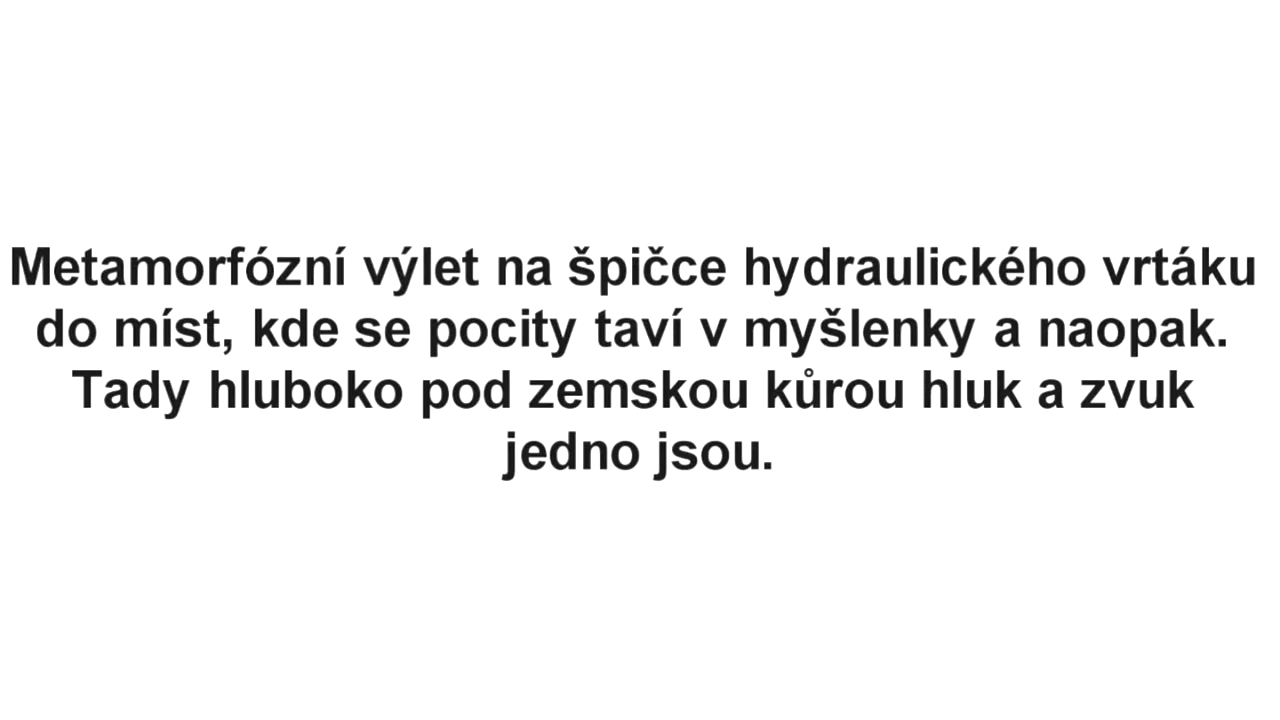 Metamorfózní výlet na špičce hydraulického vrtáku
do míst, kde se pocity taví v myšlenky a naopak.
Tady hluboko pod zemskou kůrou hluk a zvuk
jedno jsou.